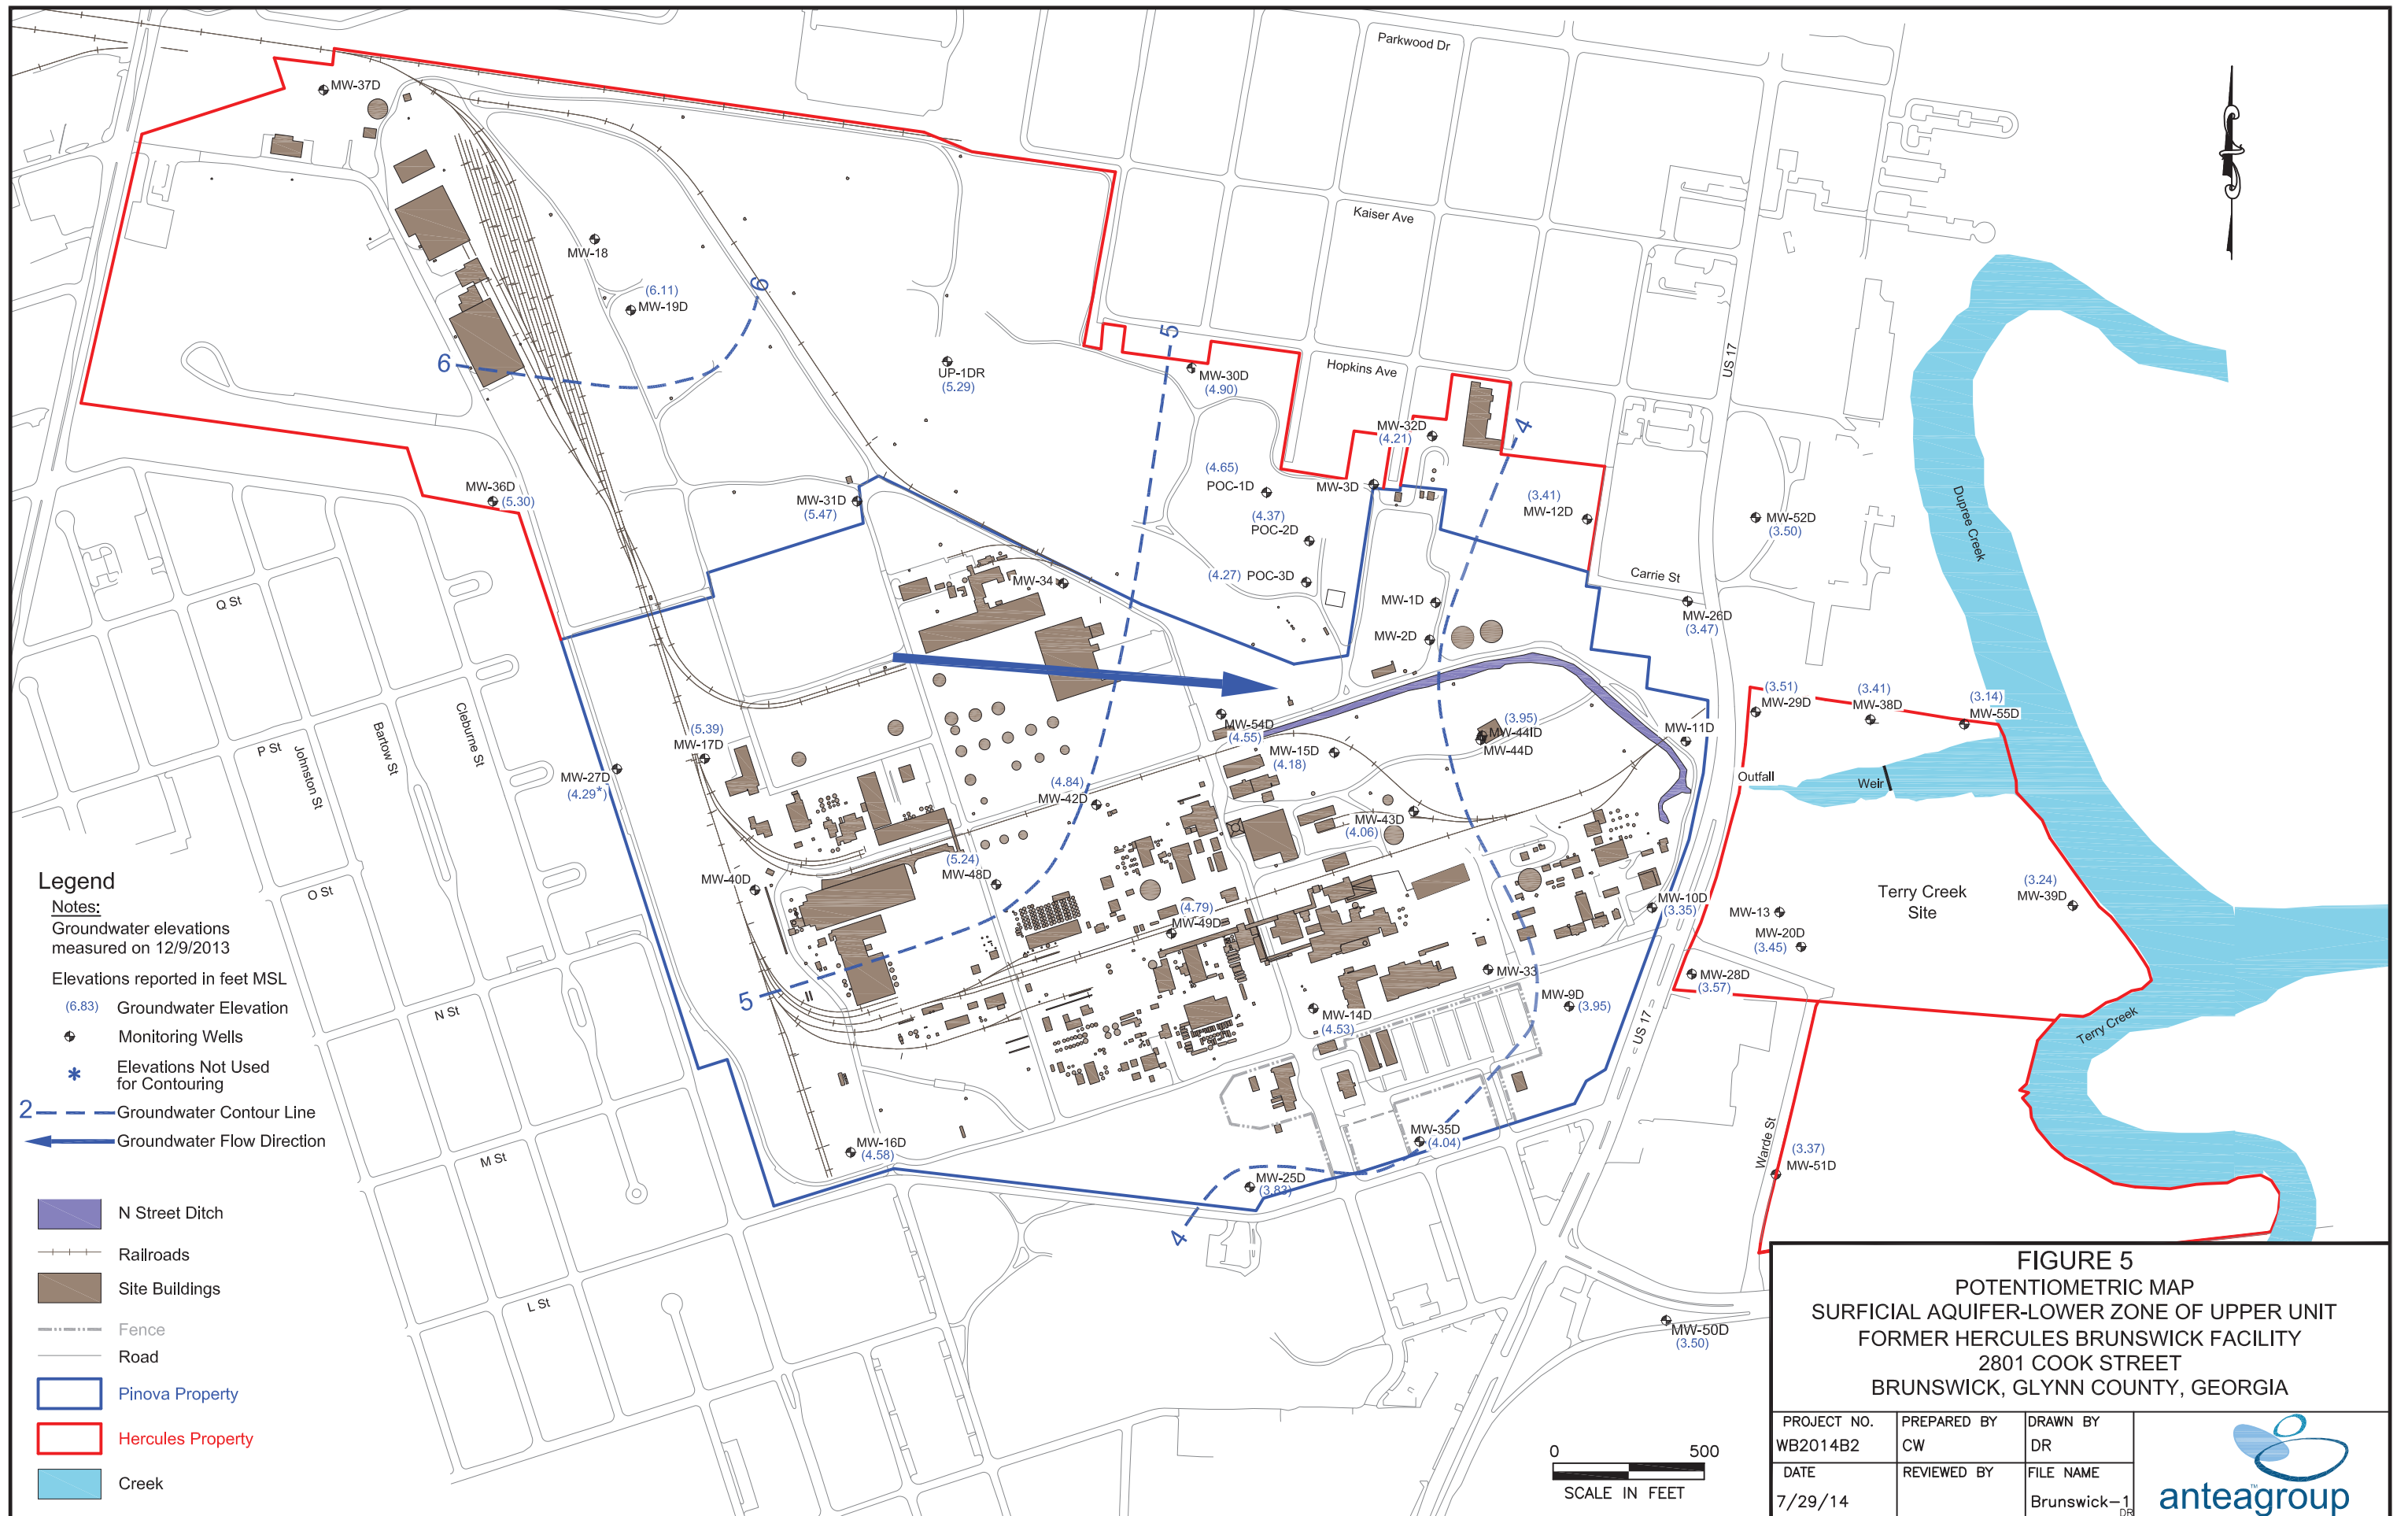 Parkwood Dr
MW-37D
Kaiser Ave
MW-18
(6.11)
MW-19D
6
6
5
UP-1DR
(5.29)
MW-30D
(4.90)
Hopkins Ave
US 17
MW-32D
(4.21)
4
Dupree Creek
MW-36D
(5.30)
MW-31D
(5.47)
(4.65)
POC-1D
MW-3D
(3.41)
MW-12D
MW-52D
(3.50)
(4.37)
POC-2D
(4.27) POC-3D
MW-34
Carrie St
MW-1D
MW-26D
(3.47)
MW-2D
Q St
P St
Johnston St
Bartow St
Cleburne St
(5.39)
MW-17D
MW-27D
(4.29*)
MW-54D
(4.55)
MW-15D
(4.18)
(3.95)
MW-44ID
MW-44D
MW-11D
(3.51)
MW-29D
(3.41)
MW-38D
(3.14)
MW-55D
Outfall
Weir
(4.84)
MW-42D
MW-43D
(4.06)
(5.24)
MW-48D
MW-40D
(4.79)
MW-49D
MW-10D
(3.35)
MW-13
MW-20D
(3.45)
Terry Creek
Site
(3.24)
MW-39D
O St
N St
M St
L St
5
MW-33
MW-28D
(3.57)
MW-9D
(3.95)
MW-14D
(4.53)
US 17
Terry Creek
MW-16D
(4.58)
MW-35D
(4.04)
MW-25D
(3.83)
4
Warde St
(3.37)
MW-51D
MW-50D
(3.50)
Legend
Notes:
Groundwater elevations
measured on 12/9/2013
Elevations reported in feet MSL
(6.83) Groundwater Elevation
Monitoring Wells
* Elevations Not Used
for Contouring
2 Groundwater Contour Line
Groundwater Flow Direction
N Street Ditch
Railroads
Site Buildings
Fence
Road
Pinova Property
Hercules Property
Creek
0 500
SCALE IN FEET
FIGURE 5
POTENTIOMETRIC MAP
SURFICIAL AQUIFER-LOWER ZONE OF UPPER UNIT
FORMER HERCULES BRUNSWICK FACILITY
2801 COOK STREET
BRUNSWICK, GLYNN COUNTY, GEORGIA
PROJECT NO. PREPARED BY DRAWN BY
WB2014B2 CW DR
DATE REVIEWED BY FILE NAME
7/29/14 Brunswick-1
DR
anteagroup
™